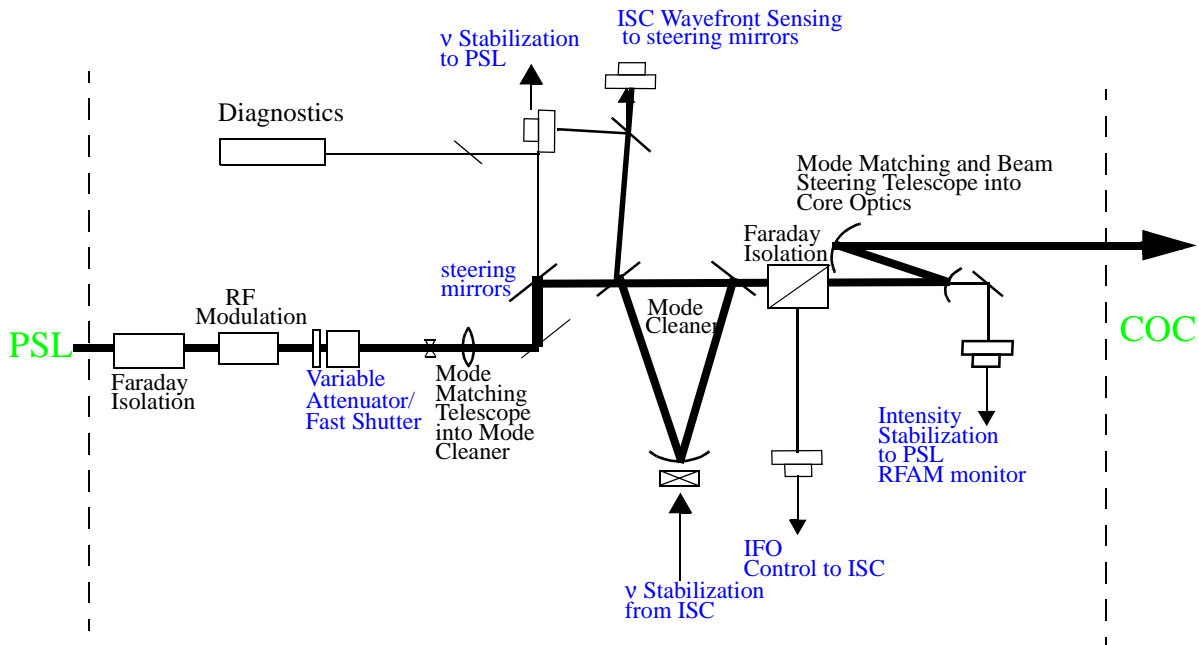 ISC Wavefront Sensing
to steering mirrors
ν Stabilization
to PSL
Diagnostics
Mode Matching and Beam
Steering Telescope into
Core Optics
Faraday
Isolation
steering
mirrors
RF
Modulation
Mode
Cleaner
PSL
COC
Faraday
Isolation
Variable
Attenuator/
Fast Shutter
Mode
Matching
Telescope
into Mode
Cleaner
Intensity
Stabilization
to PSL
RFAM monitor
IFO
Control to ISC
ν Stabilization
from ISC